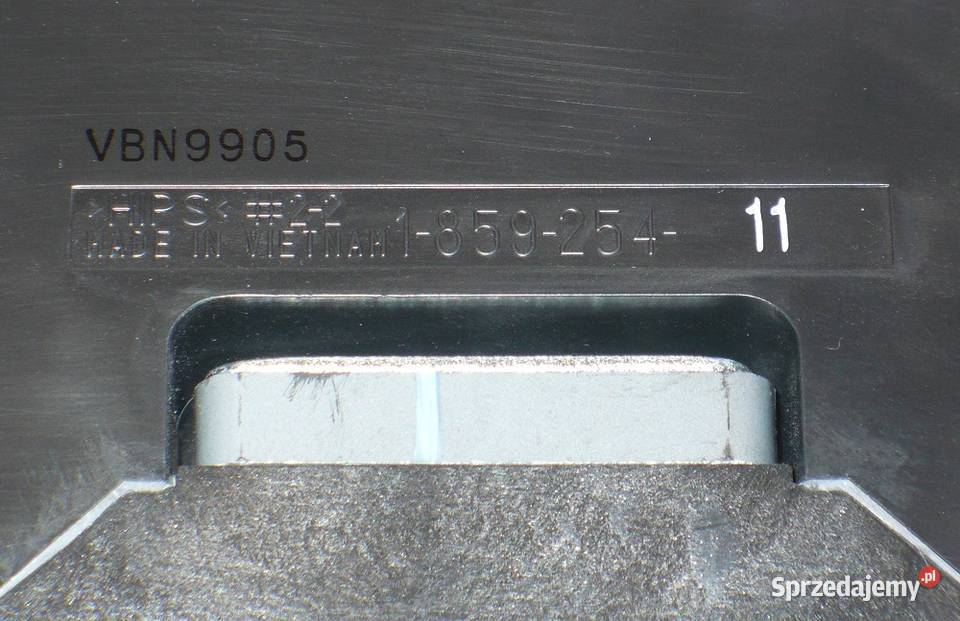 VBN9905
>HIPS< #2-2
MADE IN VIETNAM 1-859-254- 11
Sprzedajemy.pl